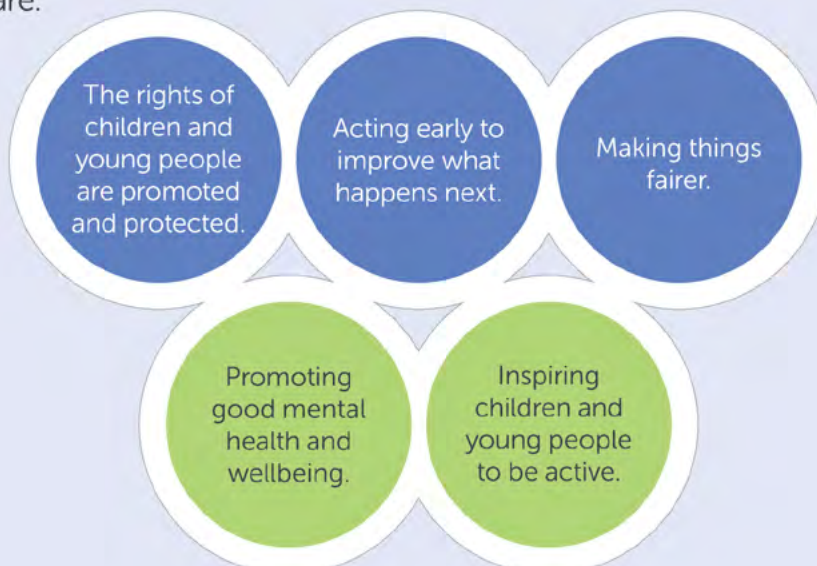 are:
The rights of
children and
young people
are promoted
and protected.
Acting early to
improve what
happens next.
Making things
fairer.
Promoting
good mental
health and
wellbeing.
Inspiring
children and
young people
to be active.